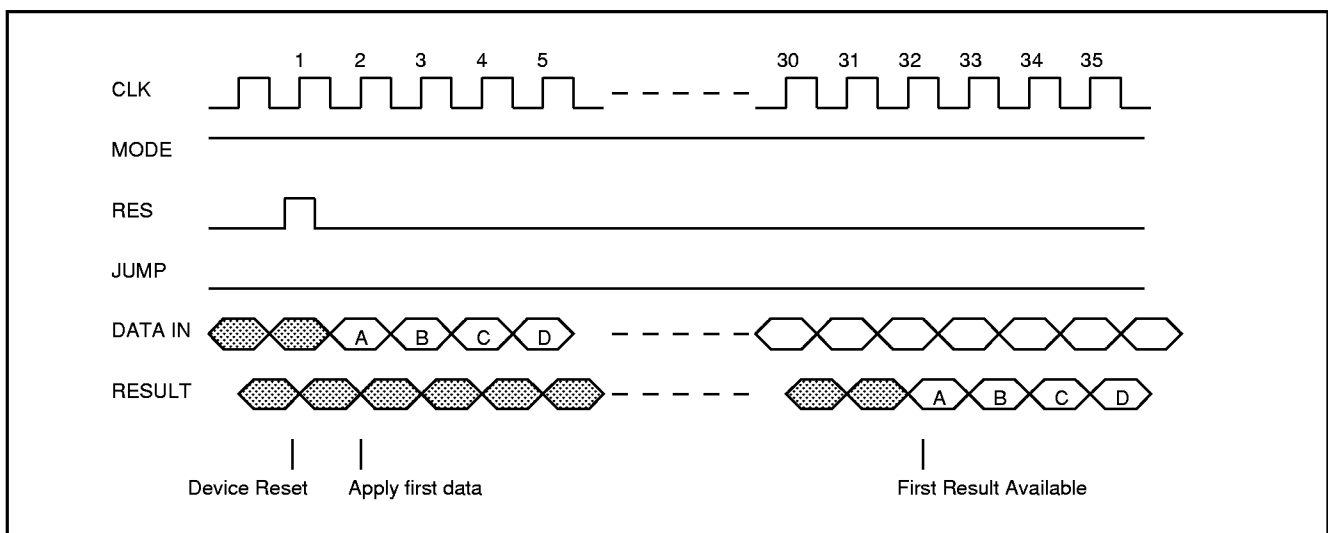 1 2 3 4 5 30 31 32 33 34 35
CLK
MODE
RES
JUMP
DATA IN A B C D
RESULT A B C D
Device Reset Apply first data First Result Available